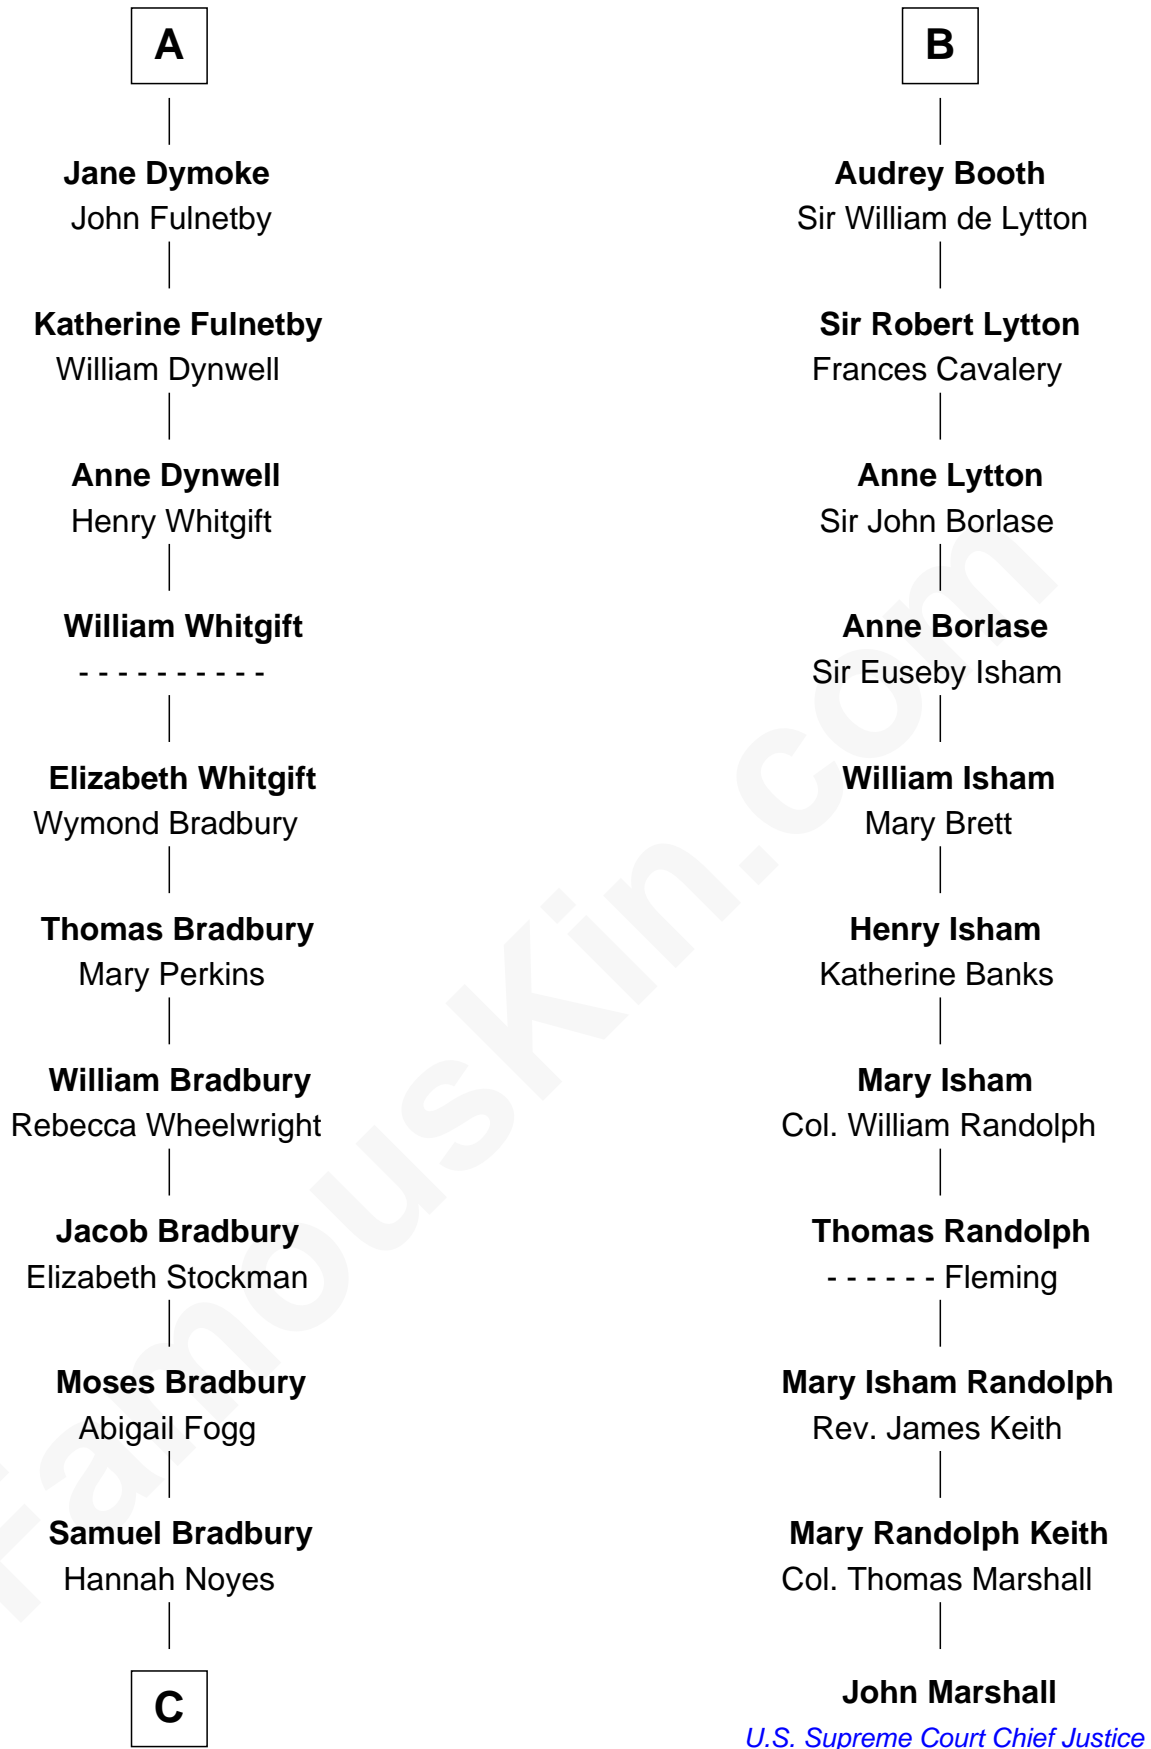 A
Jane Dymoke
John Fulnetby
Katherine Fulnetby
William Dynwell
Anne Dynwell
Henry Whitgift
William Whitgift
- - - - - - - - - -
Elizabeth Whitgift
Wymond Bradbury
Thomas Bradbury
Mary Perkins
William Bradbury
Rebecca Wheelwright
Jacob Bradbury
Elizabeth Stockman
Moses Bradbury
Abigail Fogg
Samuel Bradbury
Hannah Noyes
C
B
Audrey Booth
Sir William de Lytton
Sir Robert Lytton
Frances Cavalery
Anne Lytton
Sir John Borlase
Anne Borlase
Sir Euseby Isham
William Isham
Mary Brett
Henry Isham
Katherine Banks
Mary Isham
Col. William Randolph
Thomas Randolph
- - - - - - Fleming
Mary Isham Randolph
Rev. James Keith
Mary Randolph Keith
Col. Thomas Marshall
John Marshall
U.S. Supreme Court Chief Justice
FamousKin.com